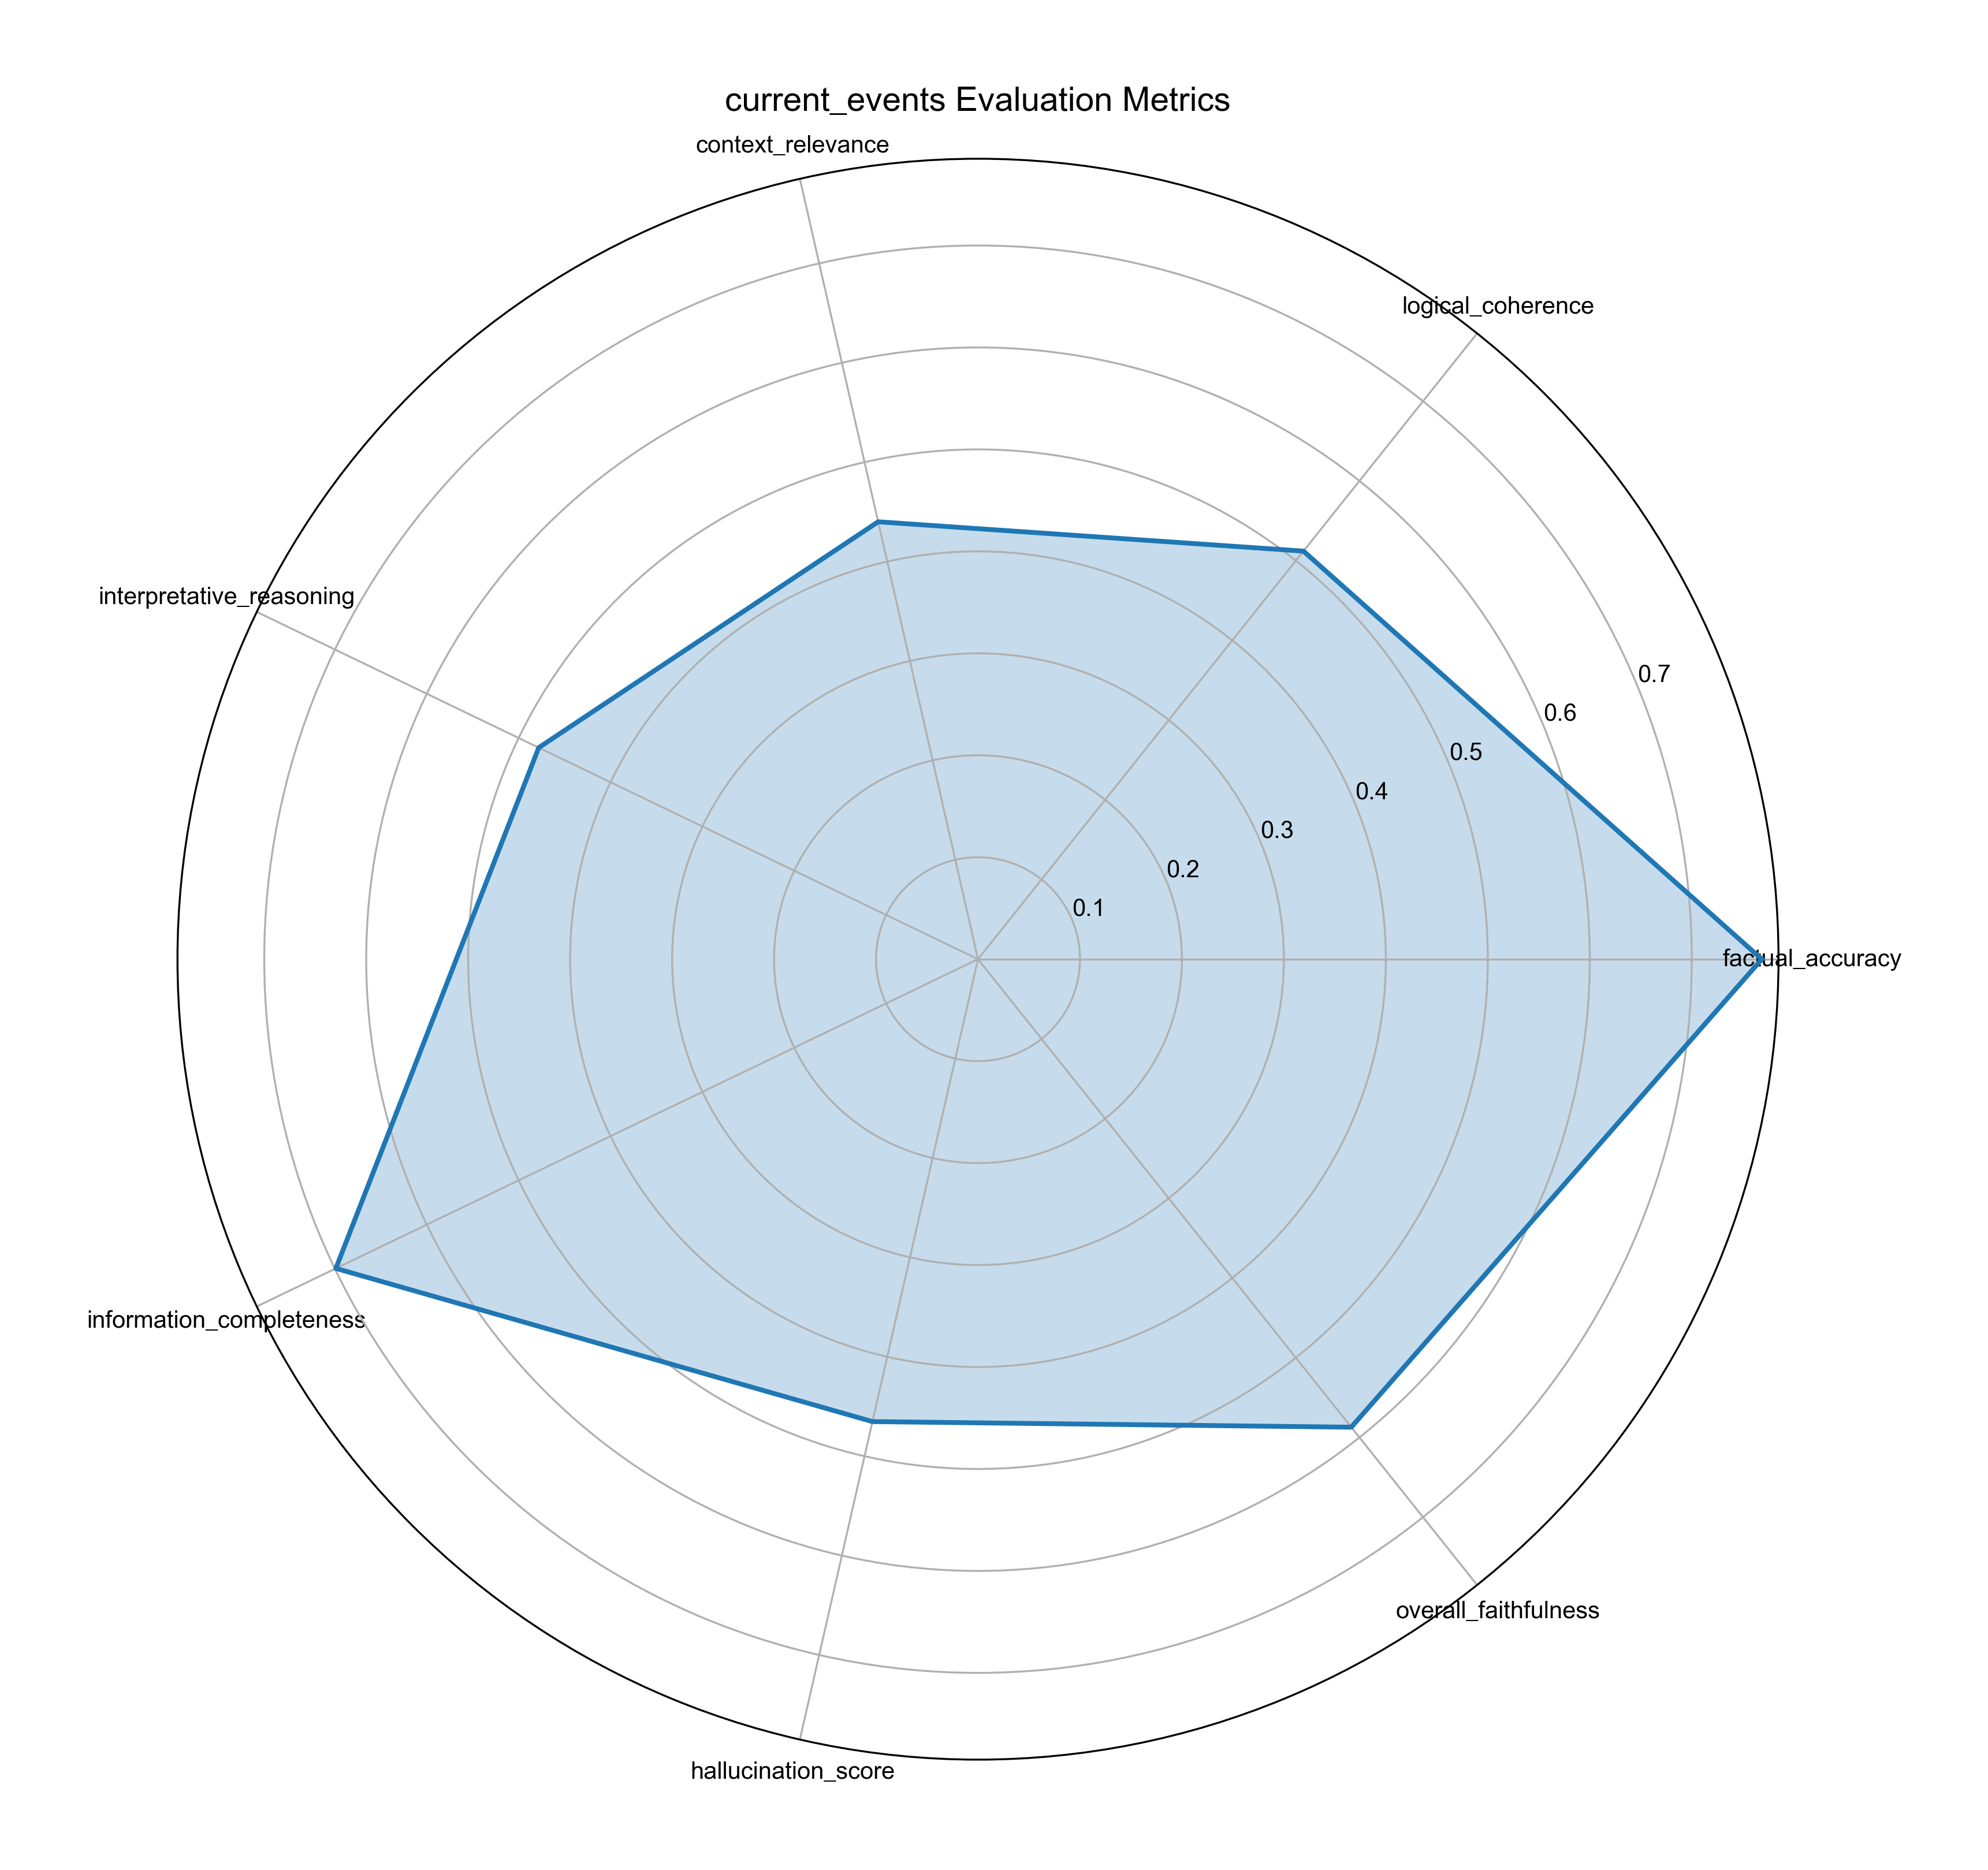 current_events Evaluation Metrics
context_relevance
logical_coherence
interpretative_reasoning
0.7
0.6
0.5
0.4
0.3
0.2
0.1
factual_accuracy
information_completeness
overall_faithfulness
hallucination_score